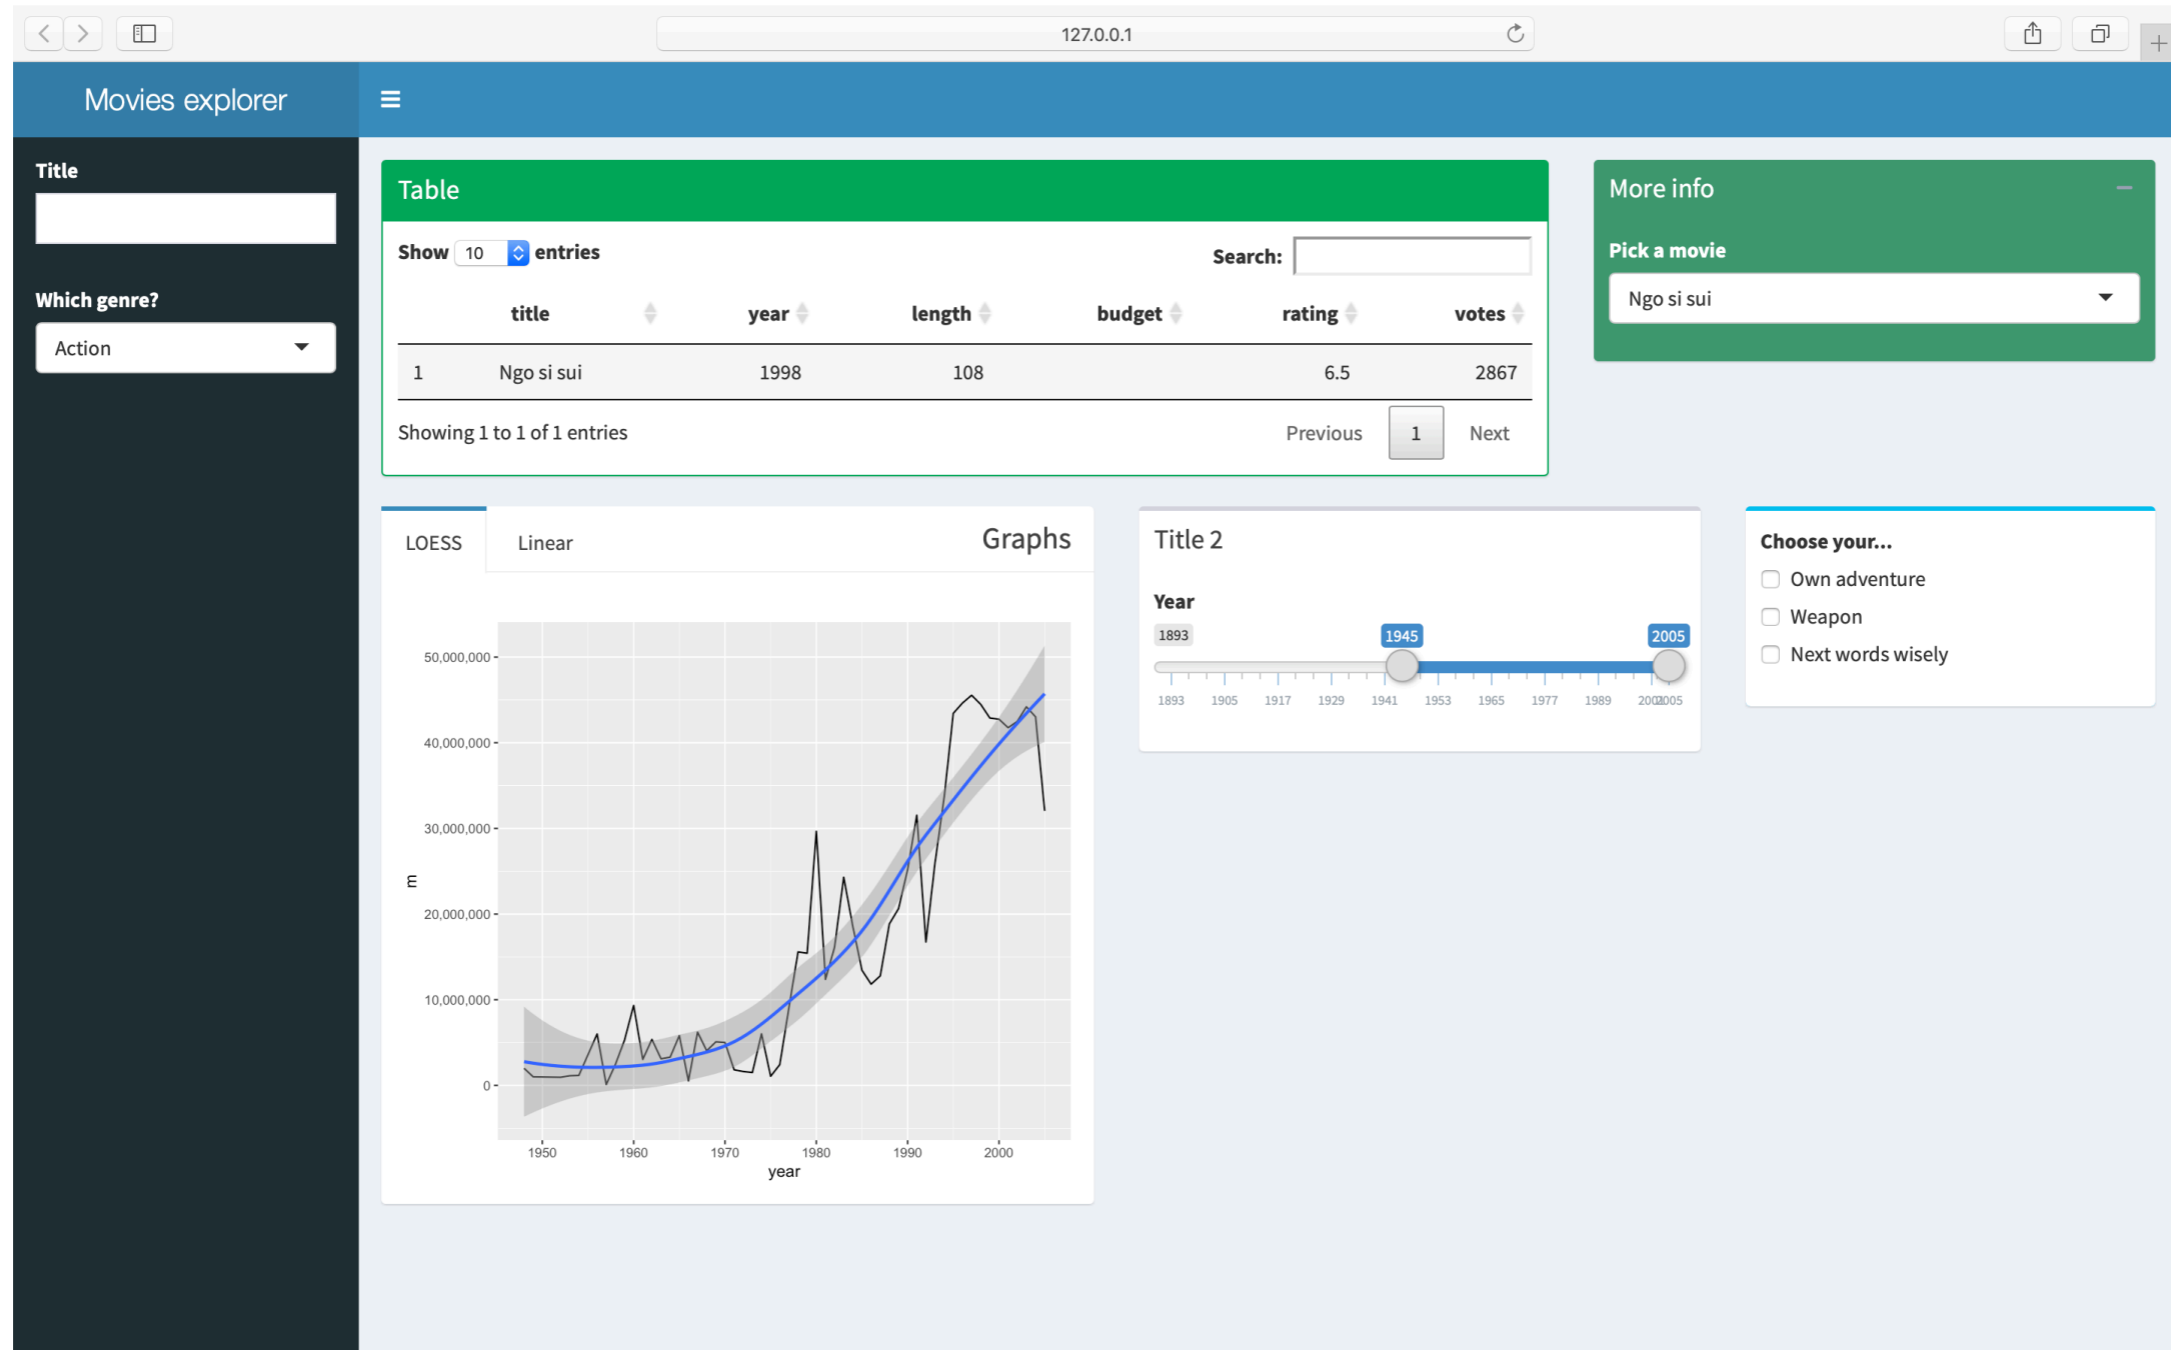 127.0.0.1
Movies explorer
Title
Which genre?
Action
Table
Show 10 entries
Search:
title year length budget rating votes
1 Ngo si sui 1998 108 6.5 2867
Showing 1 to 1 of 1 entries
Previous 1 Next
More info
Pick a movie
Ngo si sui
LOESS Linear Graphs
50,000,000
40,000,000
30,000,000
20,000,000
10,000,000
0
m
1950 1960 1970 1980 1990 2000
year
Title 2
Year
1893 1945 2005
1893 1905 1917 1929 1941 1953 1965 1977 1989 2001 2005
Choose your...
Own adventure
Weapon
Next words wisely